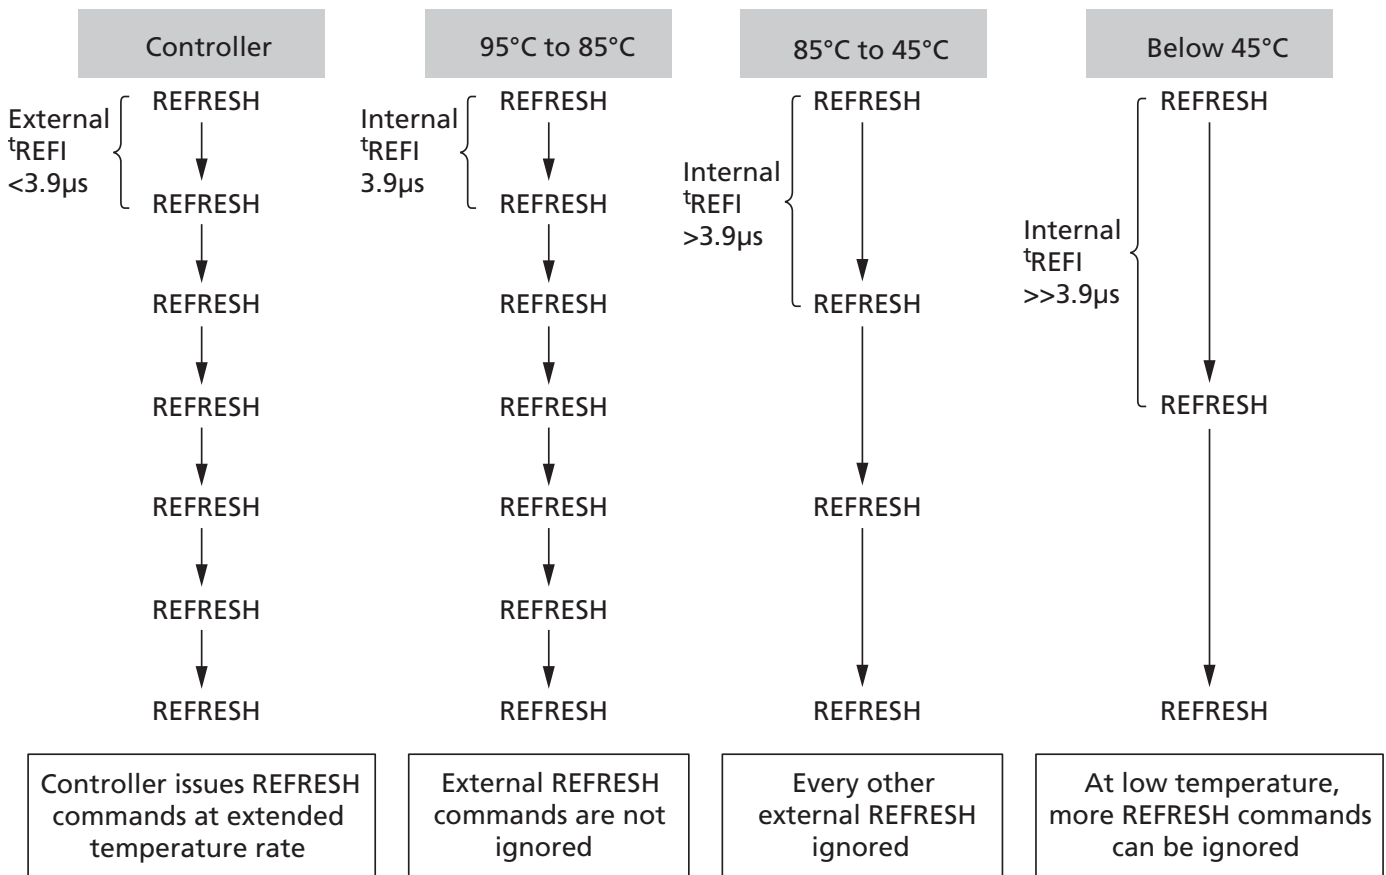 Controller
External
tREFI
<3.9µs
REFRESH
REFRESH
REFRESH
REFRESH
REFRESH
REFRESH
REFRESH
Controller issues REFRESH
commands at extended
temperature rate
95°C to 85°C
Internal
tREFI
3.9µs
REFRESH
REFRESH
REFRESH
REFRESH
REFRESH
REFRESH
REFRESH
External REFRESH
commands are not
ignored
85°C to 45°C
Internal
tREFI
>3.9µs
REFRESH
REFRESH
REFRESH
REFRESH
Every other
external REFRESH
ignored
Below 45°C
Internal
tREFI
>>3.9µs
REFRESH
REFRESH
REFRESH
At low temperature,
more REFRESH commands
can be ignored